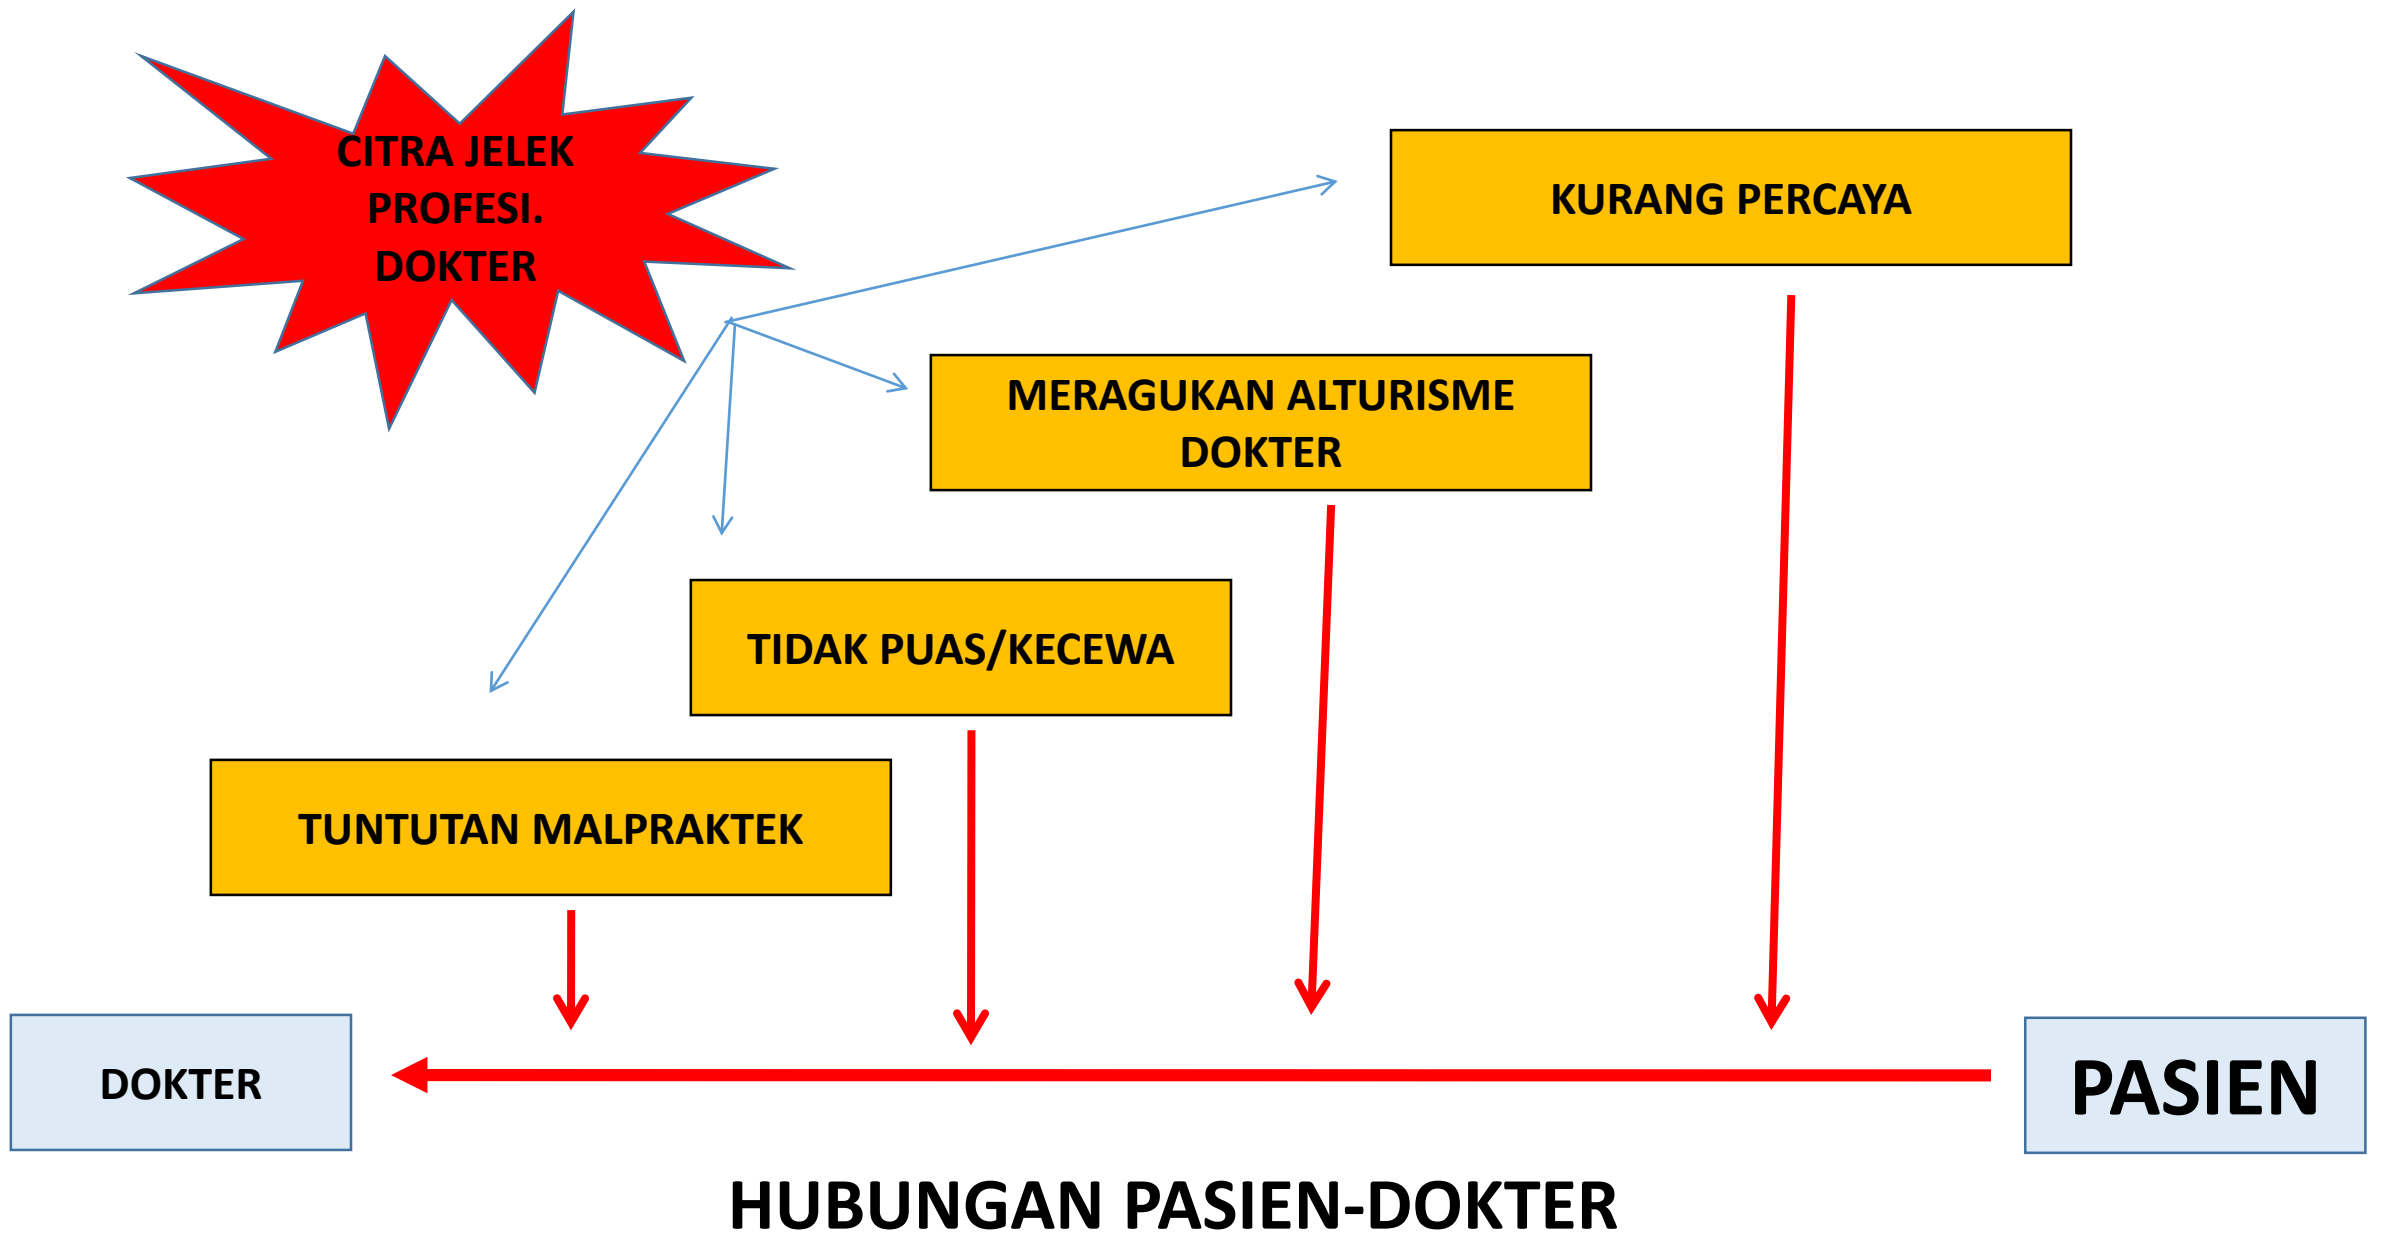 CITRA JELEK
PROFESI.
DOKTER
KURANG PERCAYA
MERAGUKAN ALTURISME
DOKTER
TIDAK PUAS/KECEWA
TUNTUTAN MALPRAKTEK
DOKTER
PASIEN
HUBUNGAN PASIEN-DOKTER